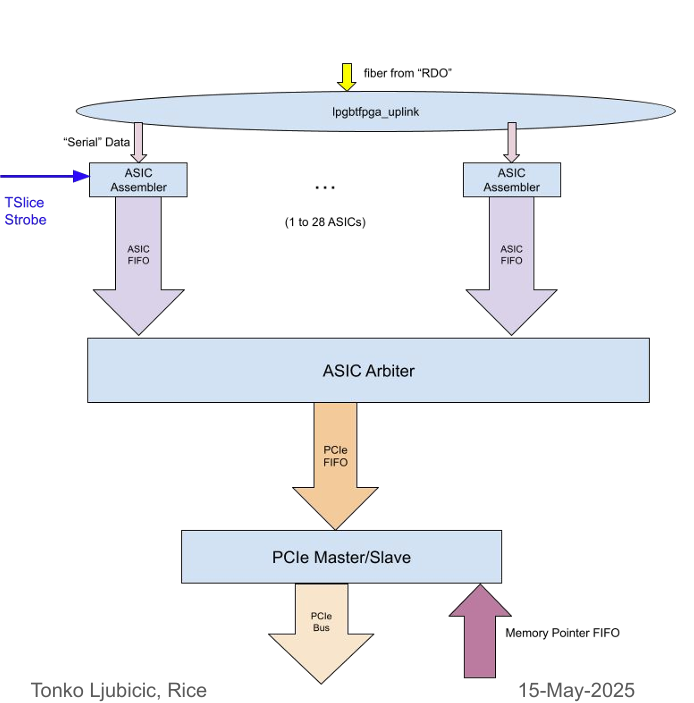 fiber from “RDO”
lpgbtfpga_uplink
“Serial” Data
ASIC
Assembler
ASIC
Assembler
TSlice
Strobe
...
(1 to 28 ASICs)
ASIC
FIFO
ASIC
FIFO
ASIC Arbiter
PCIe
FIFO
PCIe Master/Slave
PCIe
Bus
Memory Pointer FIFO
Tonko Ljubicic, Rice
15-May-2025